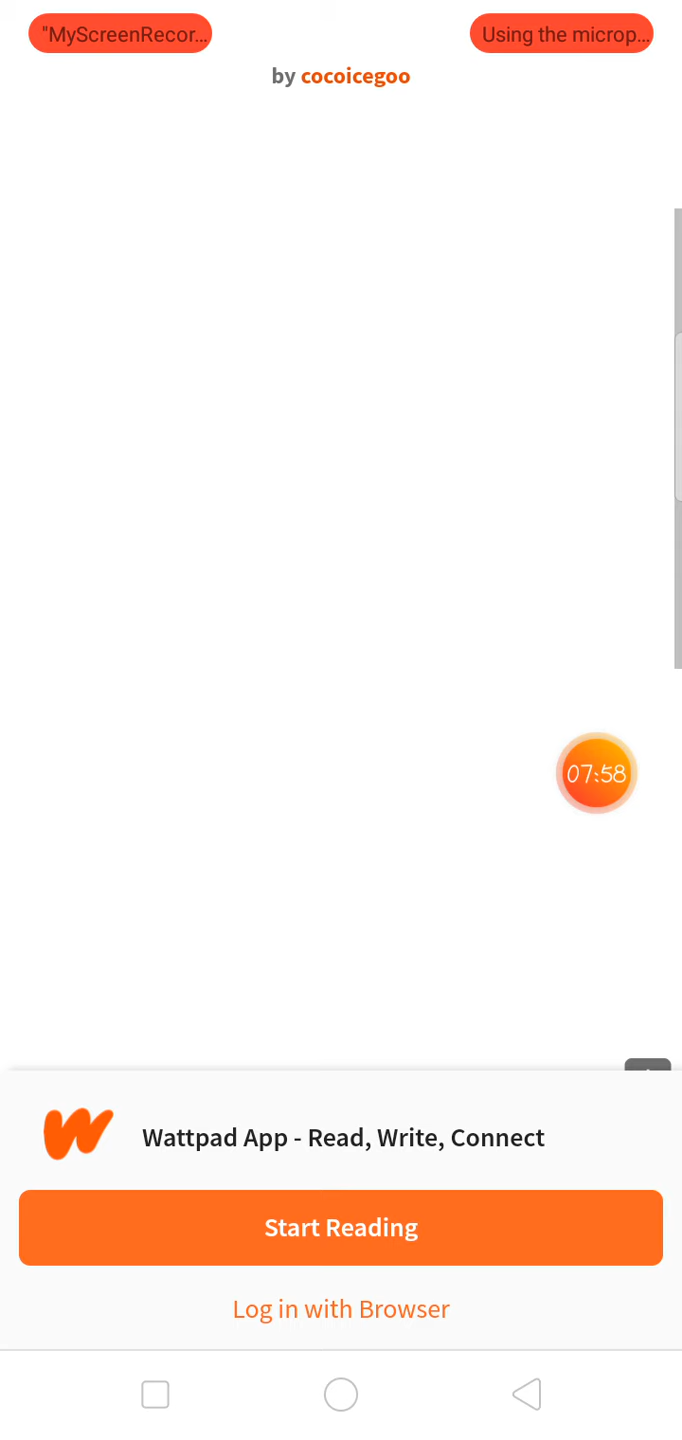 "MyScreenRecor...
Using the microp...
by cocoicegoo
07:58
Wattpad App - Read, Write, Connect
Start Reading
Log in with Browser